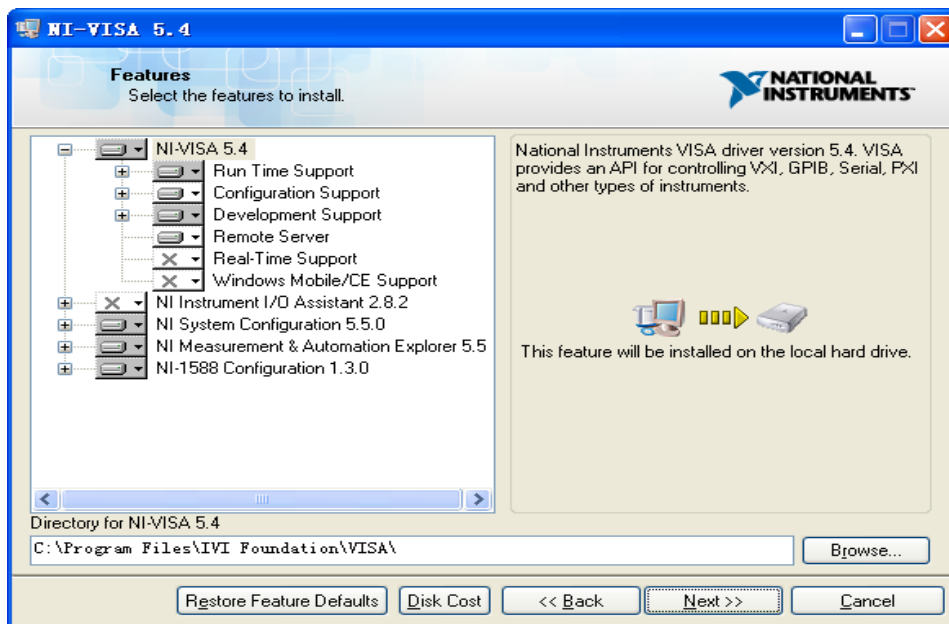 NI-VISA 5.4
Features
Select the features to install.
NATIONAL
INSTRUMENTS™
NI-VISA 5.4
Run Time Support
Configuration Support
Development Support
Remote Server
Real-Time Support
Windows Mobile/CE Support
NI Instrument I/O Assistant 2.8.2
NI System Configuration 5.5.0
NI Measurement & Automation Explorer 5.5
NI-1588 Configuration 1.3.0
National Instruments VISA driver version 5.4. VISA
provides an API for controlling VXI, GPIB, Serial, PXI
and other types of instruments.
This feature will be installed on the local hard drive.
Directory for NI-VISA 5.4
C:\Program Files\IVI Foundation\VISA\
Browse...
Restore Feature Defaults
Disk Cost
<< Back
Next >>
Cancel